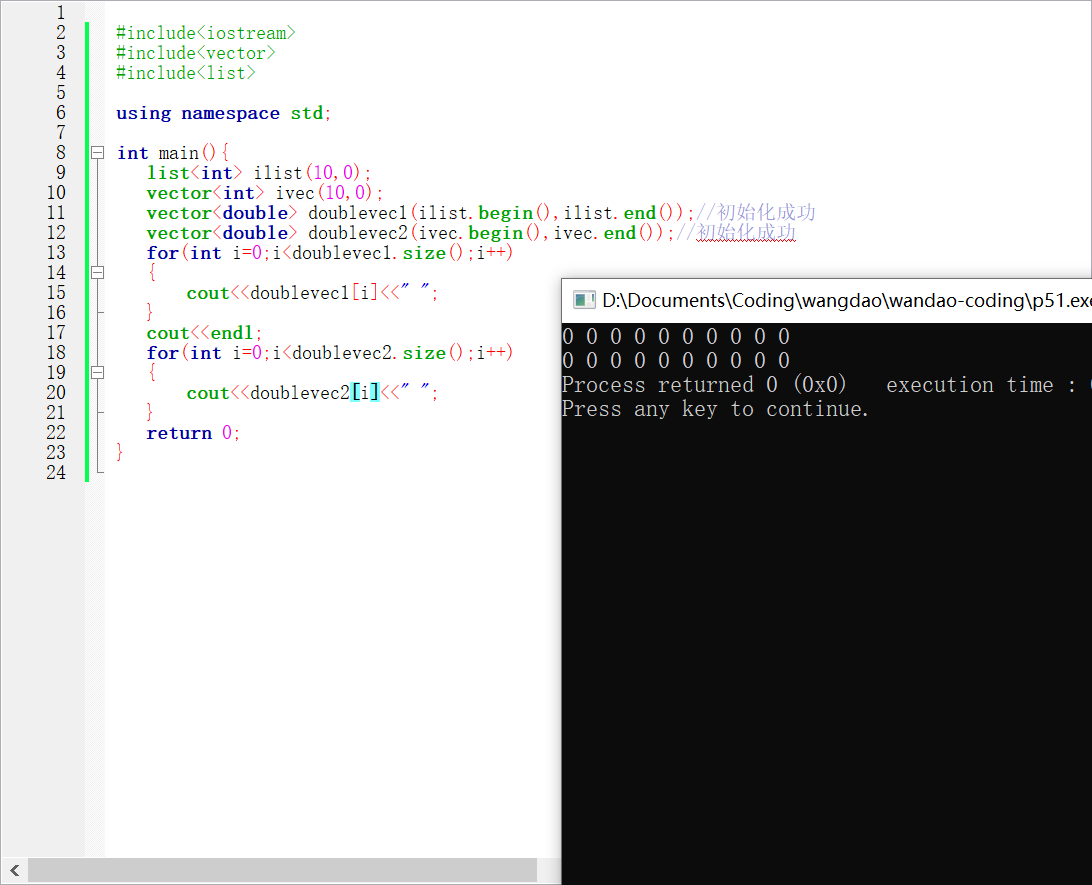 1
2 #include<iostream>
3 #include<vector>
4 #include<list>
5
6 using namespace std;
7
8 int main(){
9 list<int> ilist(10,0);
10 vector<int> ivec(10,0);
11 vector<double> doublevec1(ilist.begin(),ilist.end());//初始化成功
12 vector<double> doublevec2(ivec.begin(),ivec.end());//初始化成功
13 for(int i=0;i<doublevec1.size();i++)
14 {
15 cout<<doublevec1[i]<<" ";
16 }
17 cout<<endl;
18 for(int i=0;i<doublevec2.size();i++)
19 {
20 cout<<doublevec2[i]<<" ";
21 }
22 return 0;
23 }
24
D:\Documents\Coding\wangdao\wandao-coding\p51.exe
0 0 0 0 0 0 0 0 0 0
0 0 0 0 0 0 0 0 0 0
Process returned 0 (0x0) execution time :
Press any key to continue.